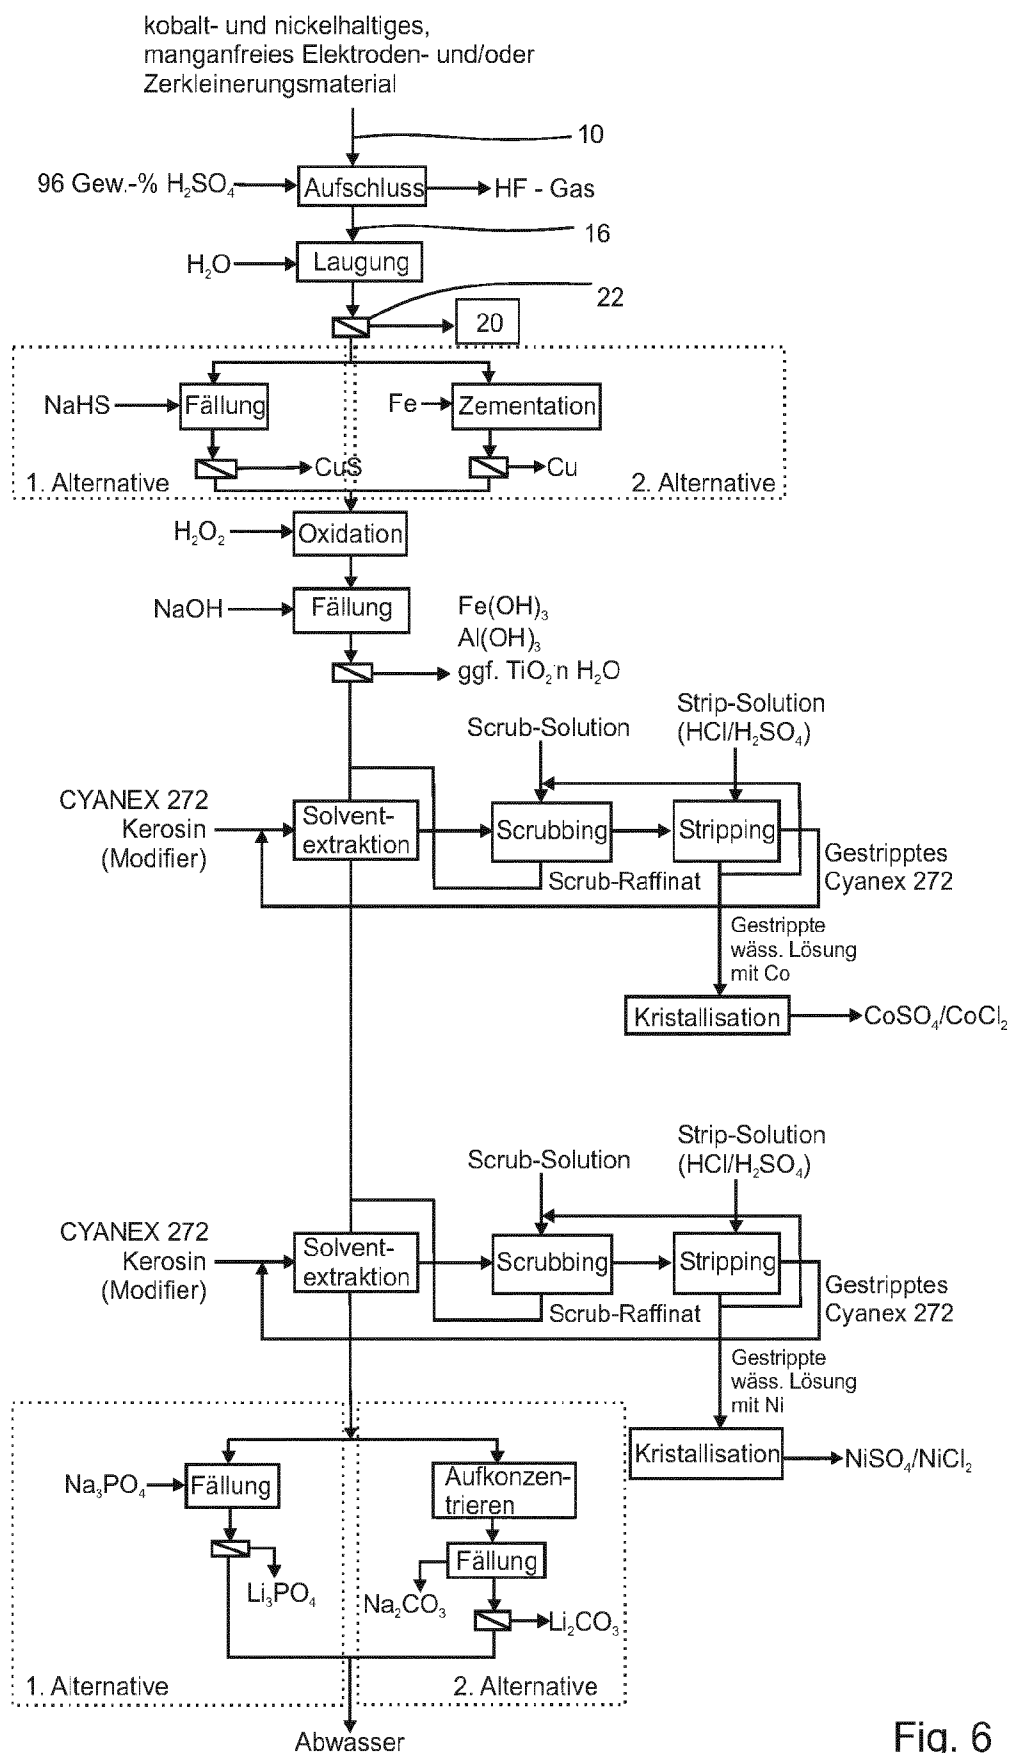 kobalt- und nickelhaltiges,
manganfreies Elektroden- und/oder
Zerkleinerungsmaterial
10
96 Gew.-% H₂SO₄
Aufschluss
HF - Gas
16
H₂O
Laugung
22
20
NaHS
Fällung
Fe
Zementation
CuS
Cu
1. Alternative
2. Alternative
H₂O₂
Oxidation
NaOH
Fällung
Fe(OH)₃
Al(OH)₃
ggf. TiO₂·n H₂O
Scrub-Solution
Strip-Solution
(HCl/H₂SO₄)
CYANEX 272
Kerosin
(Modifier)
Solvent-
extraktion
Scrubbing
Stripping
Scrub-Raffinat
Gestripptes
Cyanex 272
Gestrippte
wäss. Lösung
mit Co
Kristallisation
CoSO₄/CoCl₂
Scrub-Solution
Strip-Solution
(HCl/H₂SO₄)
CYANEX 272
Kerosin
(Modifier)
Solvent-
extraktion
Scrubbing
Stripping
Scrub-Raffinat
Gestripptes
Cyanex 272
Gestrippte
wäss. Lösung
mit Ni
Kristallisation
NiSO₄/NiCl₂
Na₃PO₄
Fällung
Aufkonzen-
trieren
Li₃PO₄
Fällung
Na₂CO₃
Li₂CO₃
1. Alternative
2. Alternative
Abwasser
Fig. 6